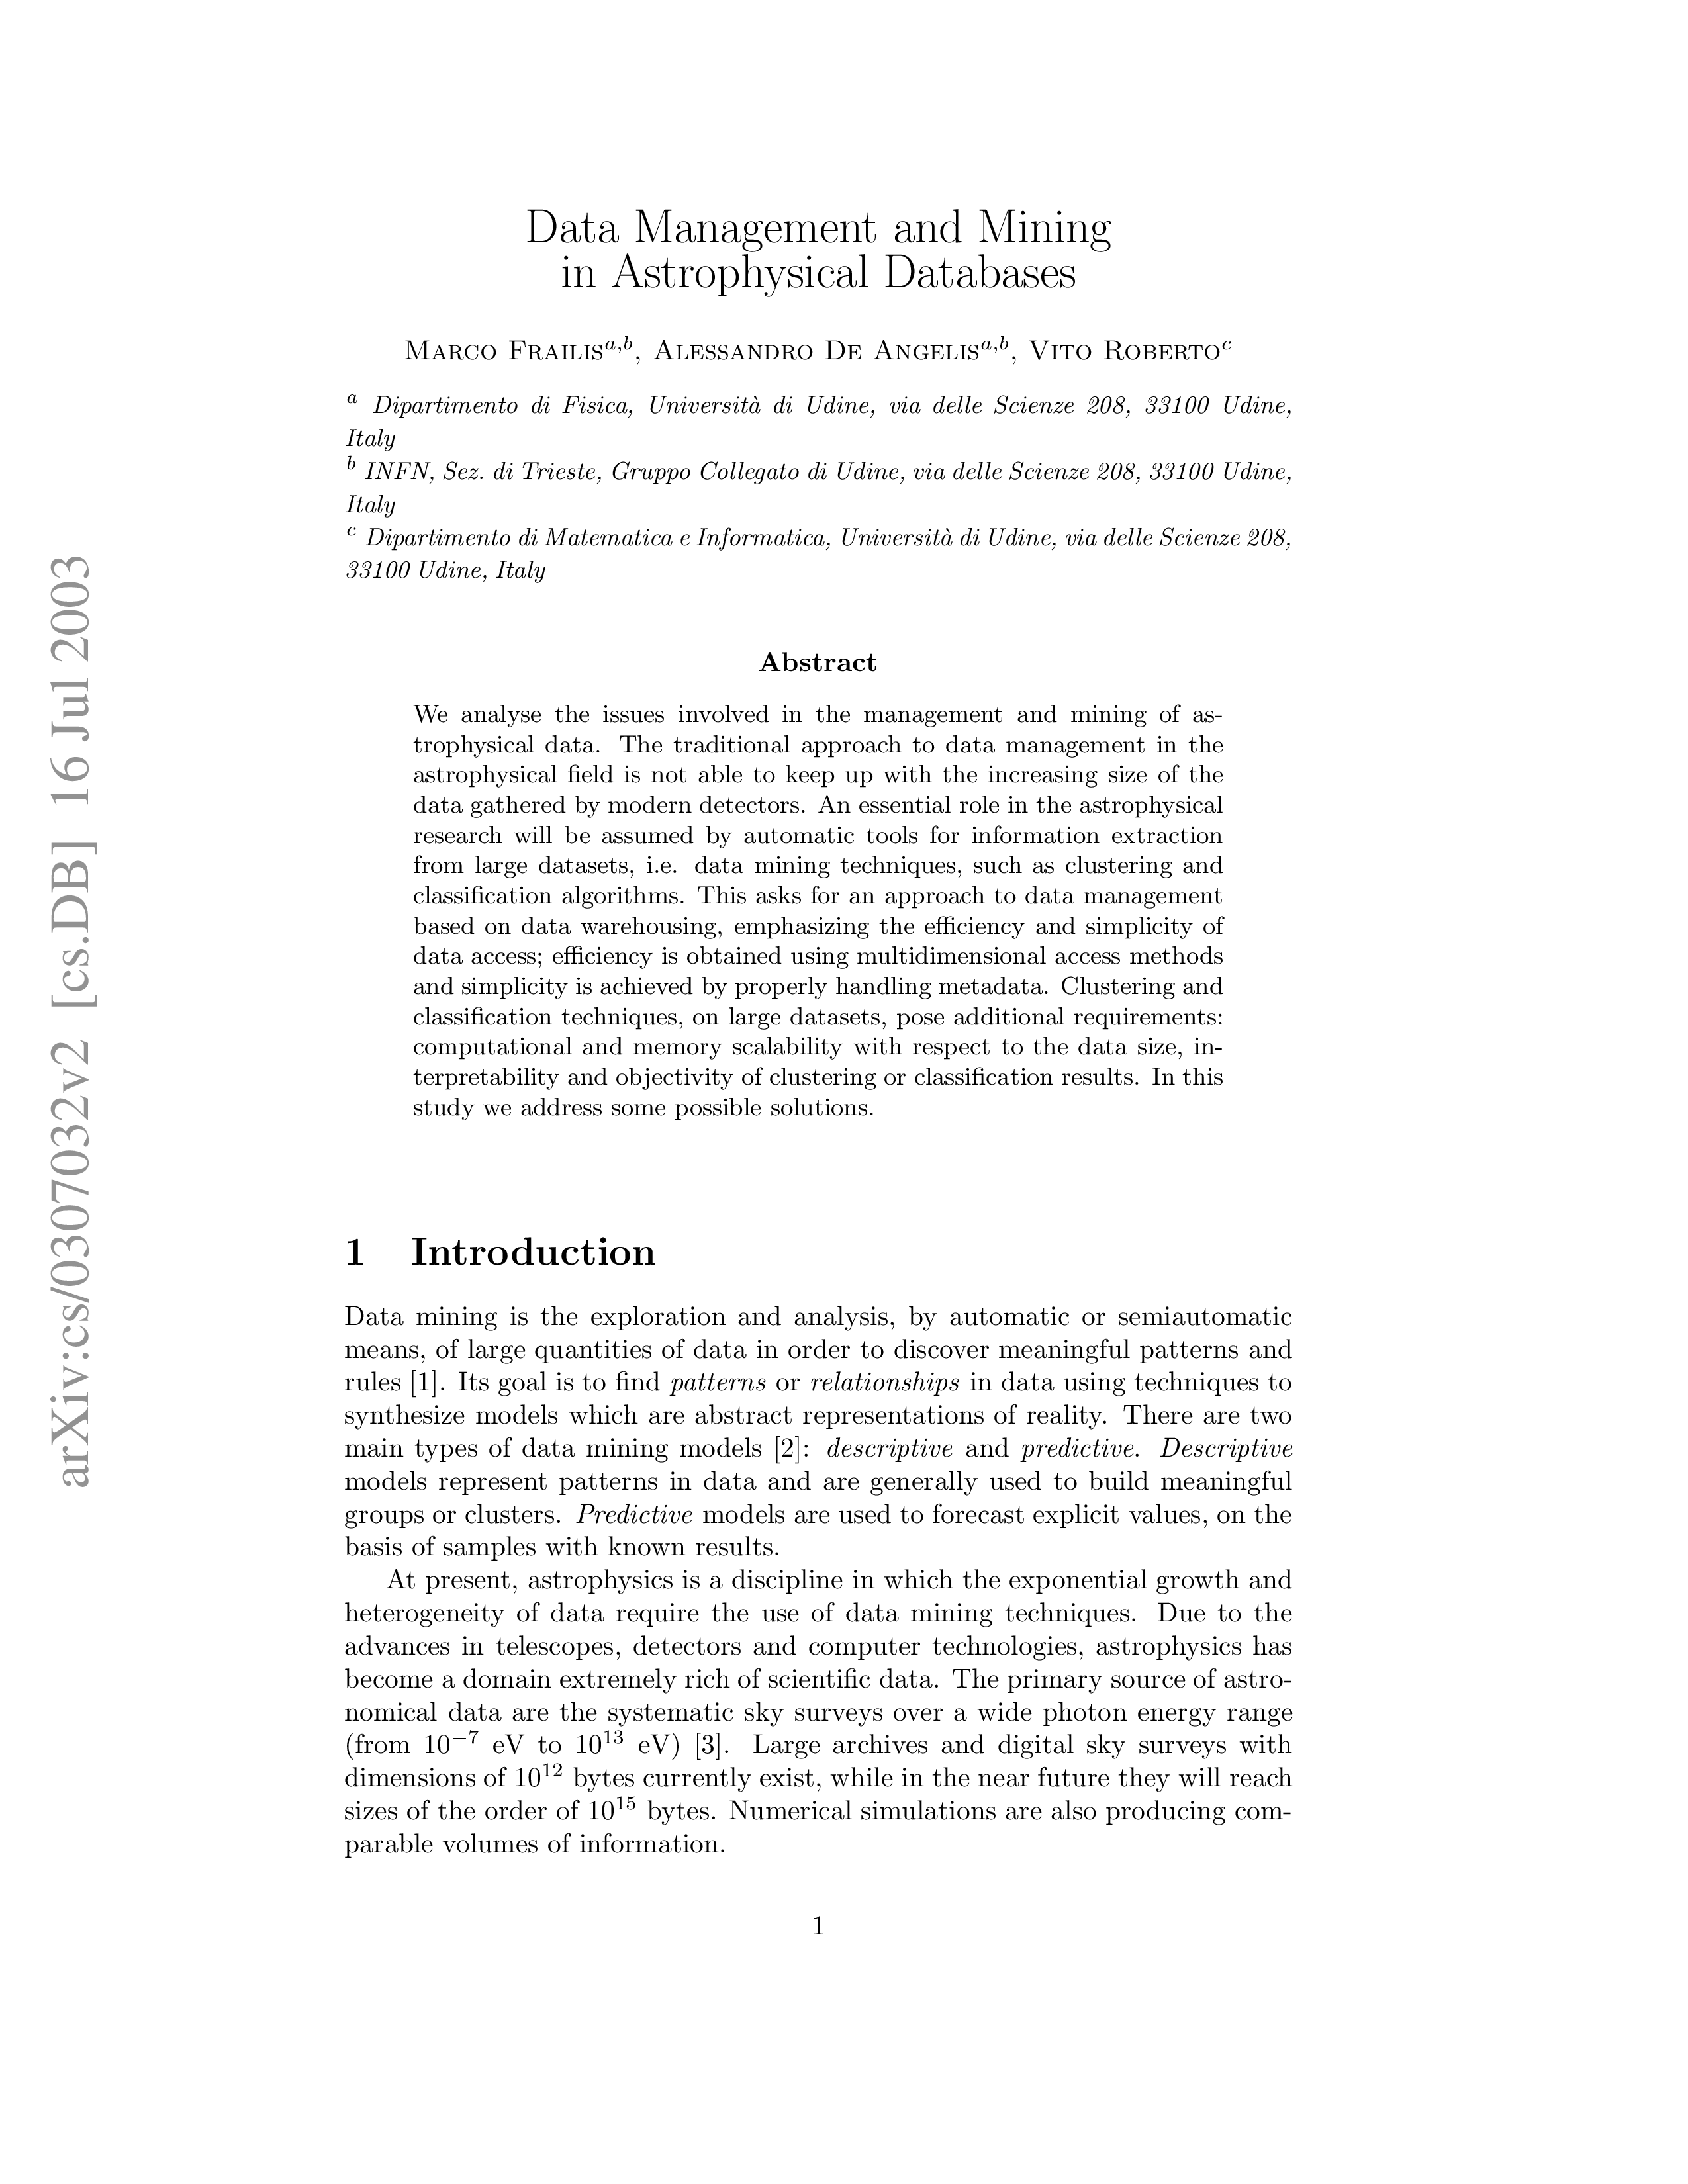 Data Management and Mining
in Astrophysical Databases
Marco Frailis^{a,b}, Alessandro De Angelis^{a,b}, Vito Roberto^c
^a Dipartimento di Fisica, Università di Udine, via delle Scienze 208, 33100 Udine,
Italy
^b INFN, Sez. di Trieste, Gruppo Collegato di Udine, via delle Scienze 208, 33100 Udine,
Italy
^c Dipartimento di Matematica e Informatica, Università di Udine, via delle Scienze 208,
33100 Udine, Italy
Abstract
We analyse the issues involved in the management and mining of as-
trophysical data. The traditional approach to data management in the
astrophysical field is not able to keep up with the increasing size of the
data gathered by modern detectors. An essential role in the astrophysical
research will be assumed by automatic tools for information extraction
from large datasets, i.e. data mining techniques, such as clustering and
classification algorithms. This asks for an approach to data management
based on data warehousing, emphasizing the efficiency and simplicity of
data access; efficiency is obtained using multidimensional access methods
and simplicity is achieved by properly handling metadata. Clustering and
classification techniques, on large datasets, pose additional requirements:
computational and memory scalability with respect to the data size, in-
terpretability and objectivity of clustering or classification results. In this
study we address some possible solutions.
1 Introduction
Data mining is the exploration and analysis, by automatic or semiautomatic
means, of large quantities of data in order to discover meaningful patterns and
rules [1]. Its goal is to find patterns or relationships in data using techniques to
synthesize models which are abstract representations of reality. There are two
main types of data mining models [2]: descriptive and predictive. Descriptive
models represent patterns in data and are generally used to build meaningful
groups or clusters. Predictive models are used to forecast explicit values, on the
basis of samples with known results.
At present, astrophysics is a discipline in which the exponential growth and
heterogeneity of data require the use of data mining techniques. Due to the
advances in telescopes, detectors and computer technologies, astrophysics has
become a domain extremely rich of scientific data. The primary source of astro-
nomical data are the systematic sky surveys over a wide photon energy range
(from 10^{−7} eV to 10^{13} eV) [3]. Large archives and digital sky surveys with
dimensions of 10^{12} bytes currently exist, while in the near future they will reach
sizes of the order of 10^{15} bytes. Numerical simulations are also producing com-
parable volumes of information.
1
arXiv:cs/0307032v2 [cs.DB] 16 Jul 2003